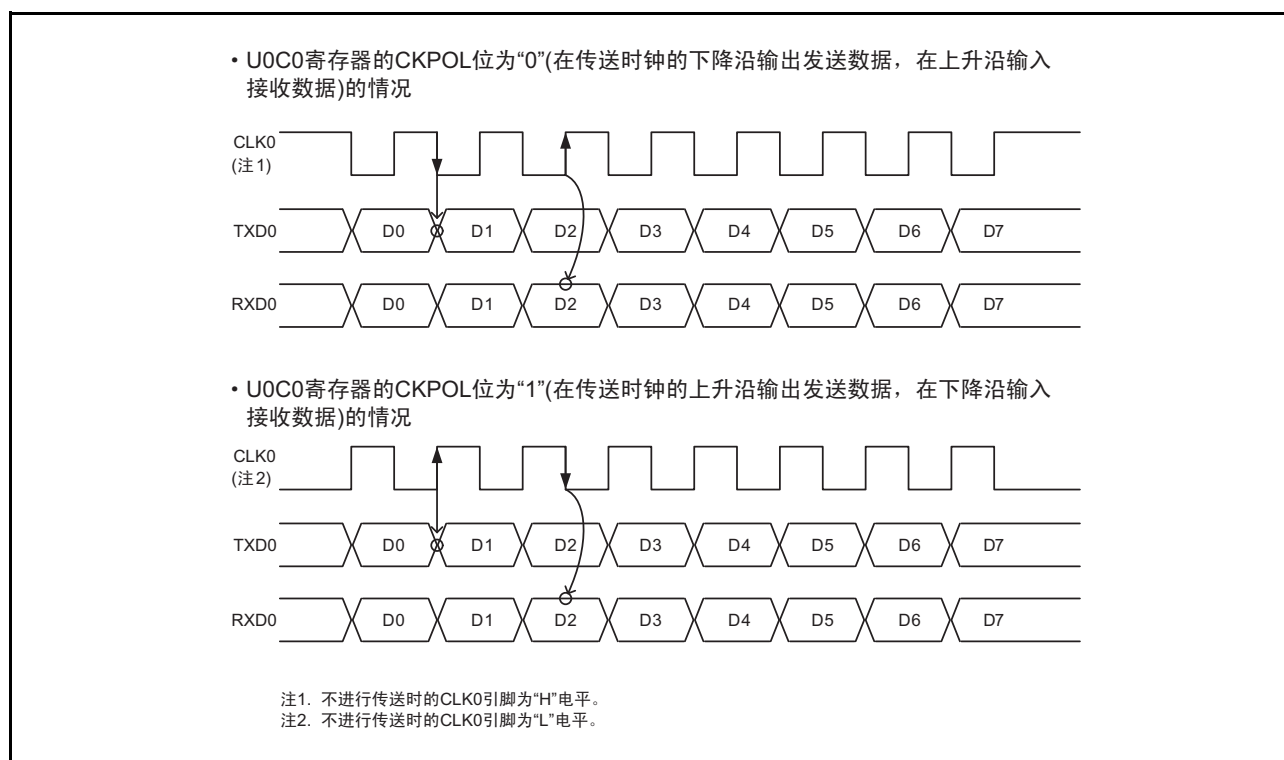 • U0C0寄存器的CKPOL位为“0”(在传送时钟的下降沿输出发送数据，在上升沿输入
接收数据)的情况
CLK0
(注1)
TXD0 D0 D1 D2 D3 D4 D5 D6 D7
RXD0 D0 D1 D2 D3 D4 D5 D6 D7
• U0C0寄存器的CKPOL位为“1”(在传送时钟的上升沿输出发送数据，在下降沿输入
接收数据)的情况
CLK0
(注2)
TXD0 D0 D1 D2 D3 D4 D5 D6 D7
RXD0 D0 D1 D2 D3 D4 D5 D6 D7
注1. 不进行传送时的CLK0引脚为“H”电平。
注2. 不进行传送时的CLK0引脚为“L”电平。